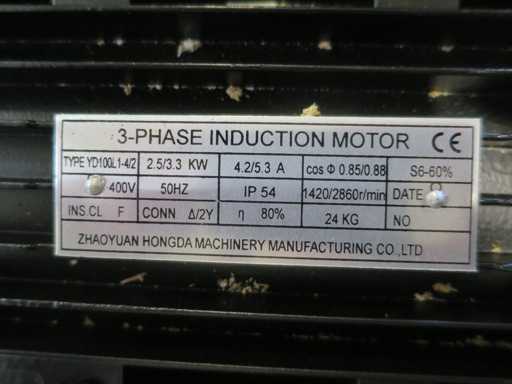 3-PHASE INDUCTION MOTOR CE
TYPE YD100L1-4/2 2.5/3.3 KW 4.2/5.3 A cos Φ 0.85/0.88 S6-60%
400V 50HZ IP 54 1420/2860r/min DATE
INS.CL F CONN Δ/2Y η 80% 24 KG NO
ZHAOYUAN HONGDA MACHINERY MANUFACTURING CO.,LTD